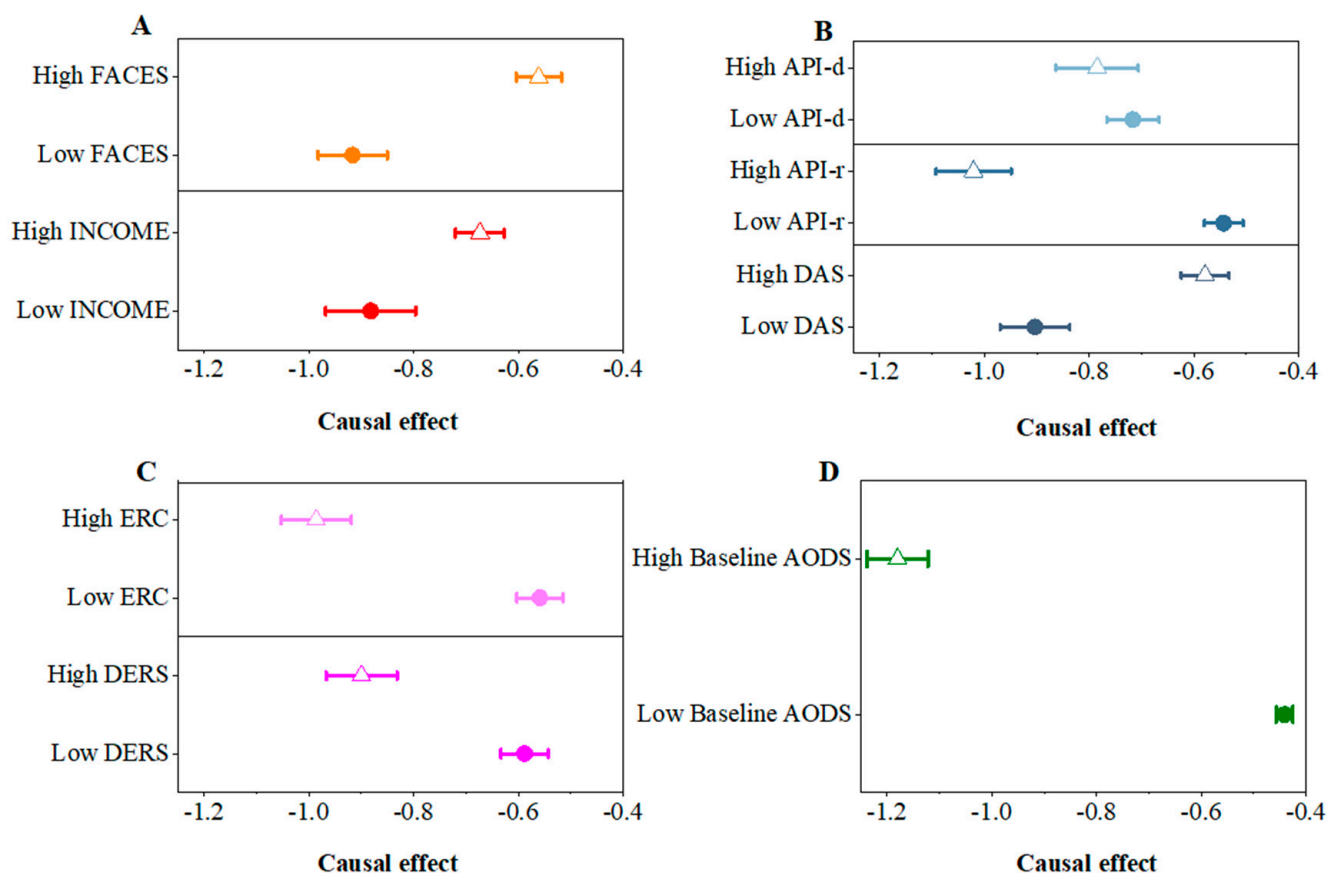 A
High FACES
Low FACES
High INCOME
Low INCOME
-1.2 -1.0 -0.8 -0.6 -0.4
Causal effect
B
High API-d
Low API-d
High API-r
Low API-r
High DAS
Low DAS
-1.2 -1.0 -0.8 -0.6 -0.4
Causal effect
C
High ERC
Low ERC
High DERS
Low DERS
-1.2 -1.0 -0.8 -0.6 -0.4
Causal effect
D
High Baseline AODS
Low Baseline AODS
-1.2 -1.0 -0.8 -0.6 -0.4
Causal effect